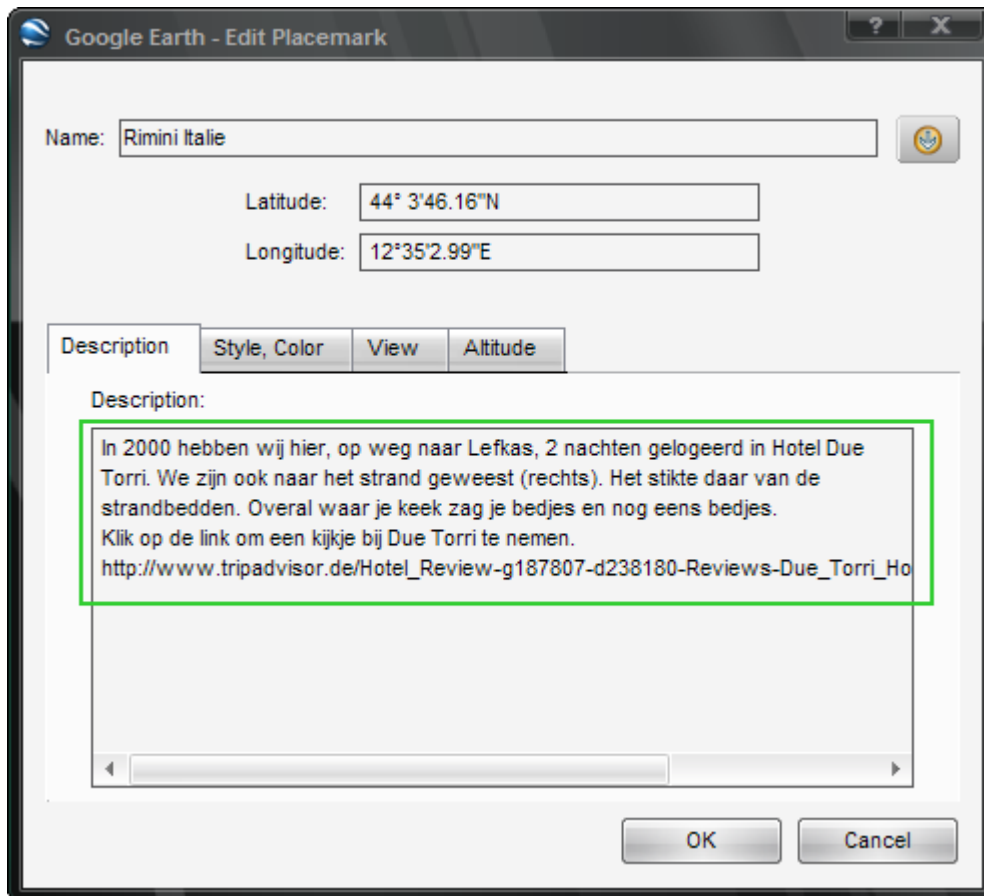 Google Earth - Edit Placemark
? X
Name: Rimini Italie
Latitude: 44° 3'46.16"N
Longitude: 12°35'2.99"E
Description Style, Color View Altitude
Description:
In 2000 hebben wij hier, op weg naar Lefkas, 2 nachten gelogeerd in Hotel Due
Torri. We zijn ook naar het strand geweest (rechts). Het stikte daar van de
strandbedden. Overal waar je keek zag je bedjes en nog eens bedjes.
Klik op de link om een kijkje bij Due Torri te nemen.
http://www.tripadvisor.de/Hotel_Review-g187807-d238180-Reviews-Due_Torri_Ho
OK Cancel